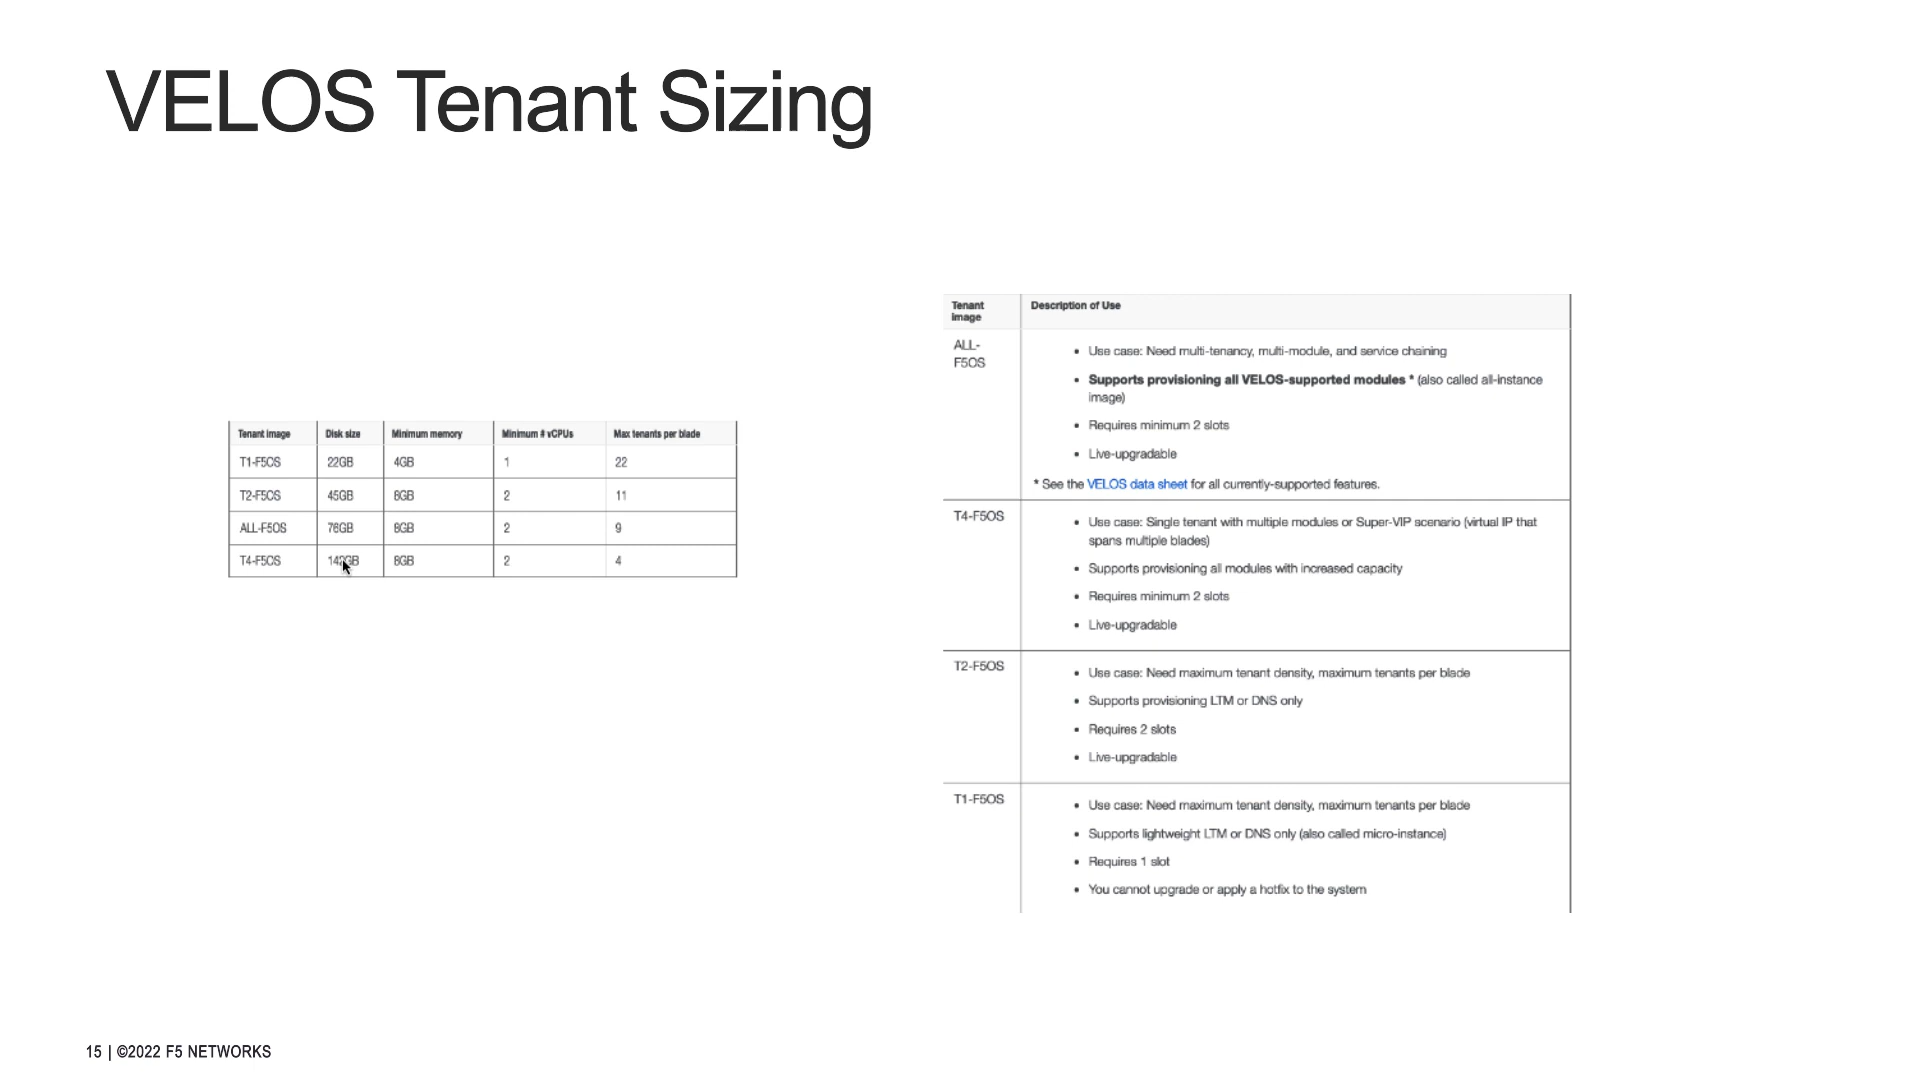 VELOS Tenant Sizing
Tenant image Disk size Minimum memory Minimum # vCPUs Max tenants per blade
T1-F5OS 22GB 4GB 1 22
T2-F5OS 45GB 8GB 2 11
ALL-F5OS 76GB 8GB 2 9
T4-F5OS 8GB 2 4
Tenant Description of Use
image
ALL-
F5OS
• Use case: Need multi-tenancy, multi-module, and service chaining
• Supports provisioning all VELOS-supported modules * (also called all-instance
image)
• Requires minimum 2 slots
• Live-upgradable
* See the VELOS data sheet for all currently-supported features.
T4-F5OS
• Use case: Single tenant with multiple modules or Super-VIP scenario (virtual IP that
spans multiple blades)
• Supports provisioning all modules with increased capacity
• Requires minimum 2 slots
• Live-upgradable
T2-F5OS
• Use case: Need maximum tenant density, maximum tenants per blade
• Supports provisioning LTM or DNS only
• Requires 2 slots
• Live-upgradable
T1-F5OS
• Use case: Need maximum tenant density, maximum tenants per blade
• Supports lightweight LTM or DNS only (also called micro-instance)
• Requires 1 slot
• You cannot upgrade or apply a hotfix to the system
15 | ©2022 F5 NETWORKS